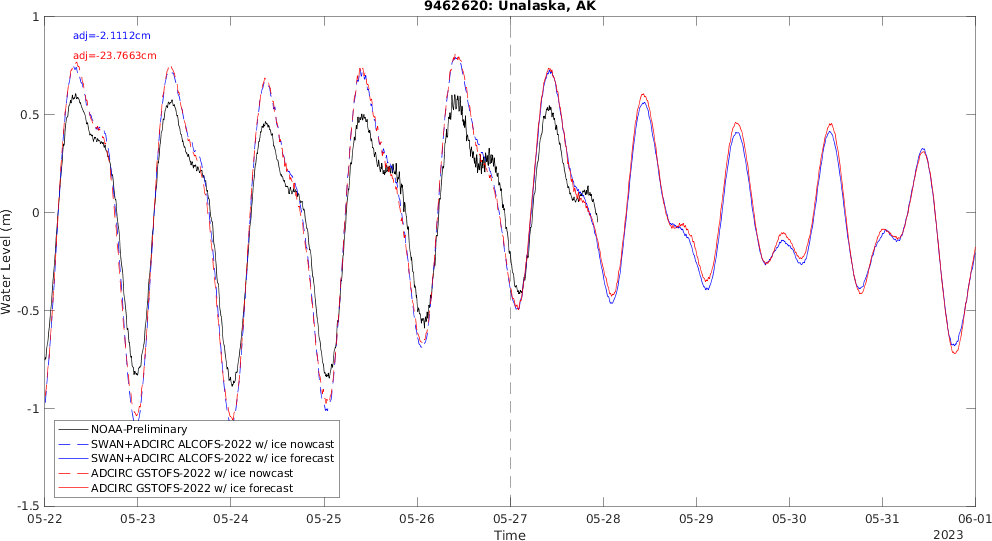 9462620: Unalaska, AK
adj=-2.1112cm
adj=-23.7663cm
1
0.5
0
-0.5
-1
-1.5
Water Level (m)
NOAA-Preliminary
SWAN+ADCIRC ALCOFS-2022 w/ ice nowcast
SWAN+ADCIRC ALCOFS-2022 w/ ice forecast
ADCIRC GSTOFS-2022 w/ ice nowcast
ADCIRC GSTOFS-2022 w/ ice forecast
05-22 05-23 05-24 05-25 05-26 05-27 05-28 05-29 05-30 05-31 06-01
Time
2023